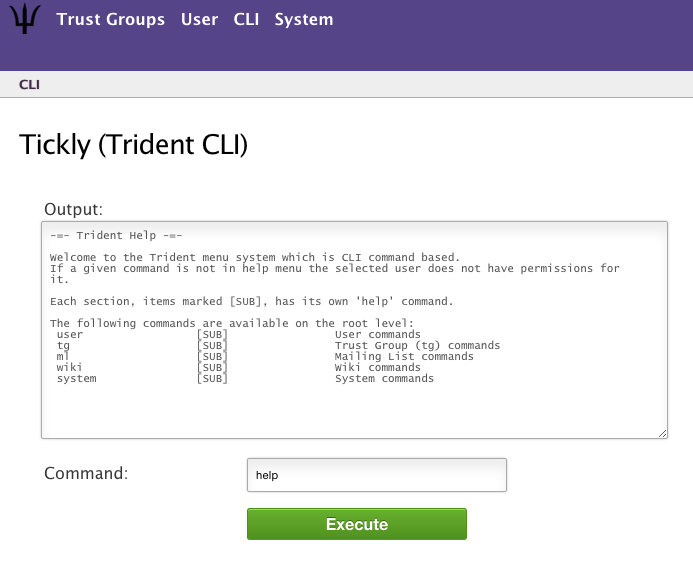 Trust Groups User CLI System
CLI
Tickly (Trident CLI)
Output:
-=- Trident Help -=-
Welcome to the Trident menu system which is CLI command based.
If a given command is not in help menu the selected user does not have permissions for
it.
Each section, items marked [SUB], has its own 'help' command.
The following commands are available on the root level:
user [SUB] User commands
tg [SUB] Trust Group (tg) commands
ml [SUB] Mailing List commands
wiki [SUB] Wiki commands
system [SUB] System commands
Command: help
Execute